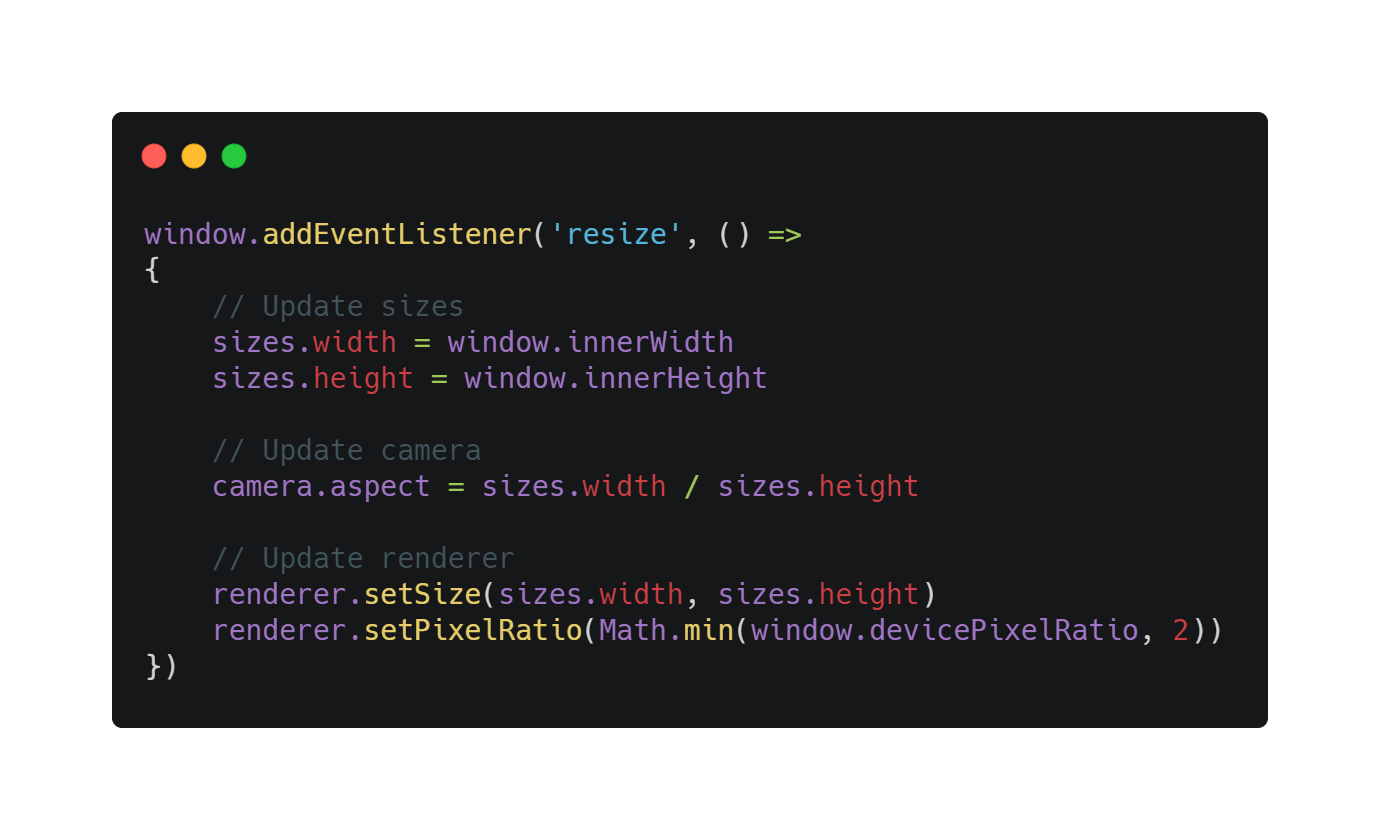 window.addEventListener('resize', () =>
{
    // Update sizes
    sizes.width = window.innerWidth
    sizes.height = window.innerHeight

    // Update camera
    camera.aspect = sizes.width / sizes.height

    // Update renderer
    renderer.setSize(sizes.width, sizes.height)
    renderer.setPixelRatio(Math.min(window.devicePixelRatio, 2))
})